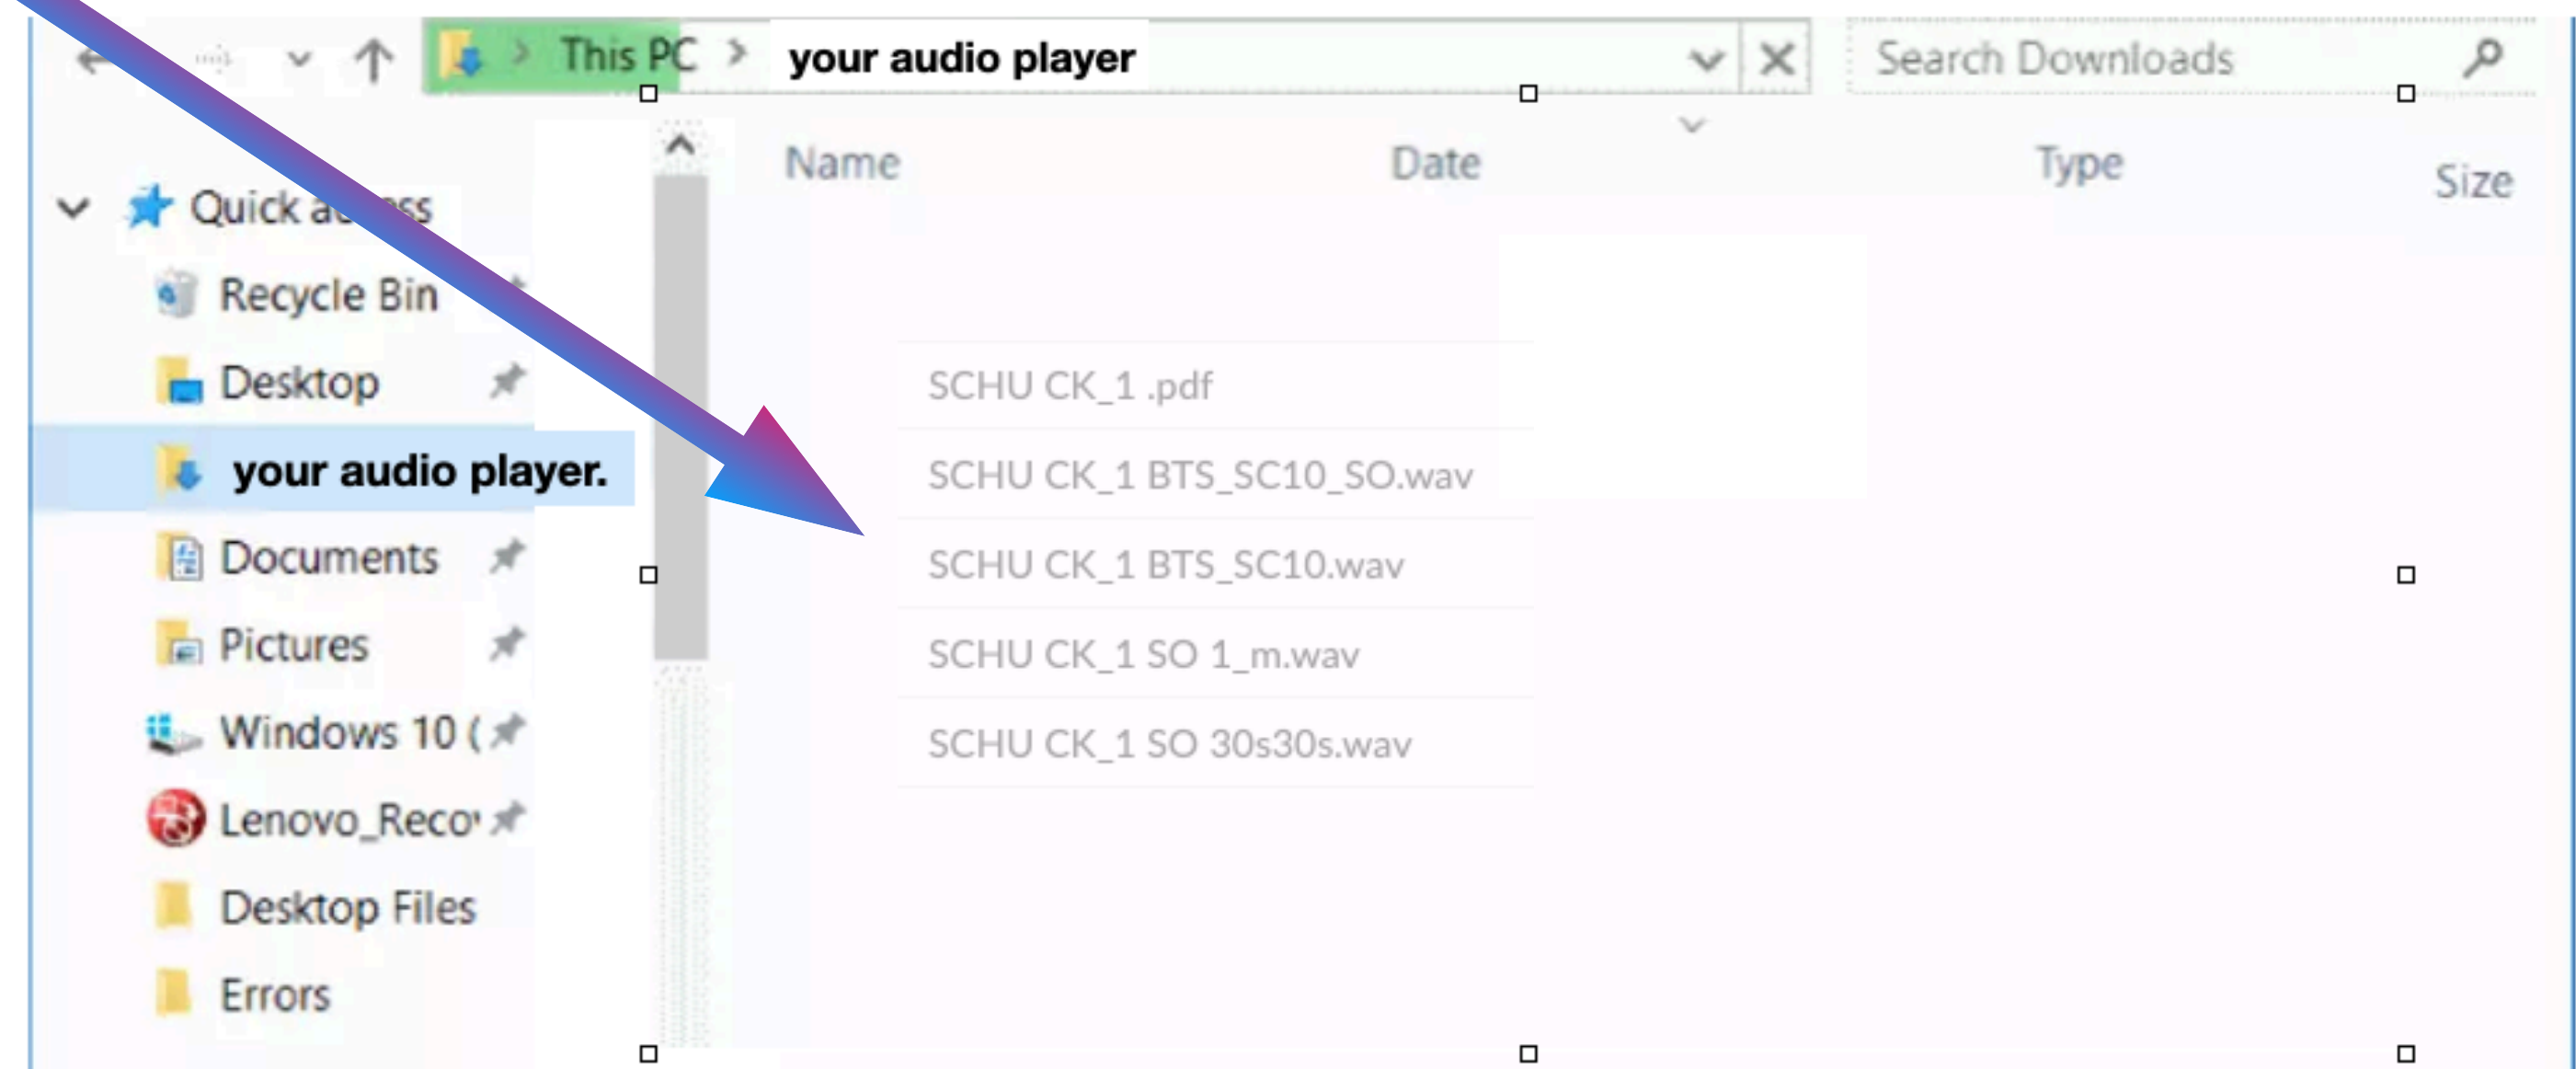 This PC > your audio player
Search Downloads
Name Date Type Size
Quick access
Recycle Bin
Desktop
your audio player.
Documents
Pictures
Windows 10 (
Lenovo_Reco
Desktop Files
Errors
SCHU CK_1 .pdf
SCHU CK_1 BTS_SC10_SO.wav
SCHU CK_1 BTS_SC10.wav
SCHU CK_1 SO 1_m.wav
SCHU CK_1 SO 30s30s.wav